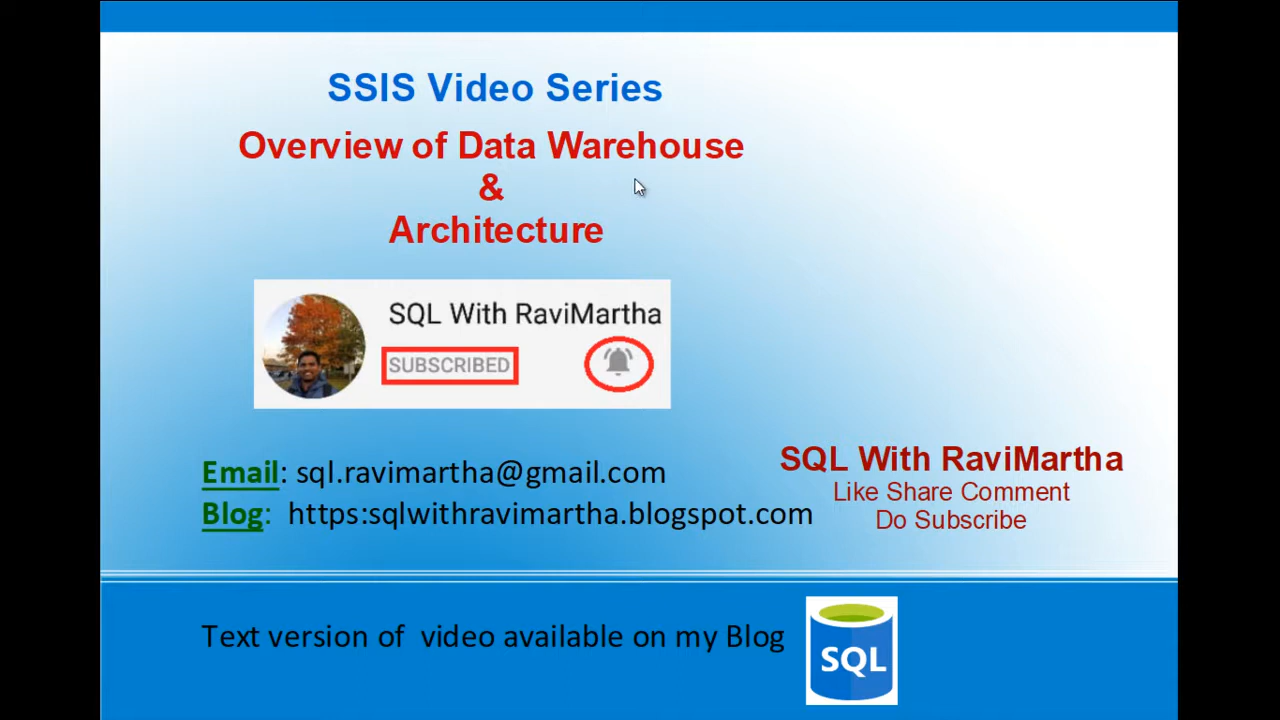 SSIS Video Series
Overview of Data Warehouse
&
Architecture
SQL With RaviMartha
SUBSCRIBED
Email: sql.ravimartha@gmail.com
Blog:  https:sqlwithravimartha.blogspot.com
SQL With RaviMartha
Like Share Comment
Do Subscribe
Text version of  video available on my Blog
SQL